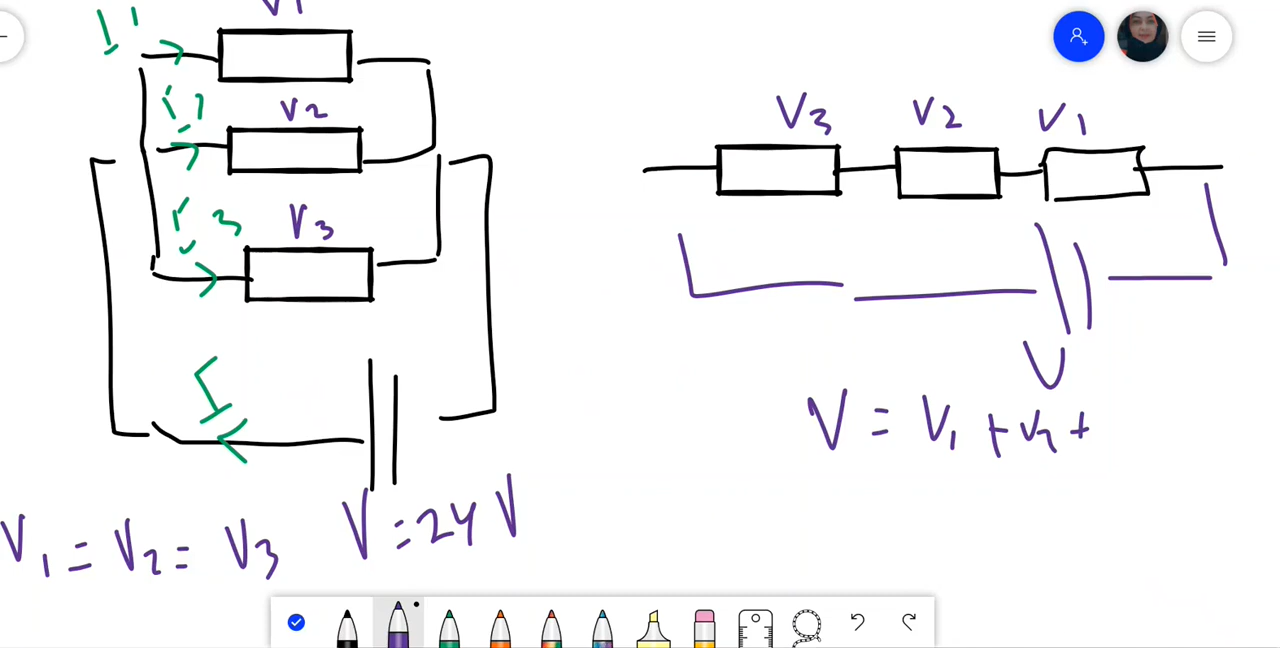 V1
I1
V2
I2
V3
I3
I
V1 = V2 = V3 V = 24 V
V3 V2 V1
V
V = V1 + V2 +